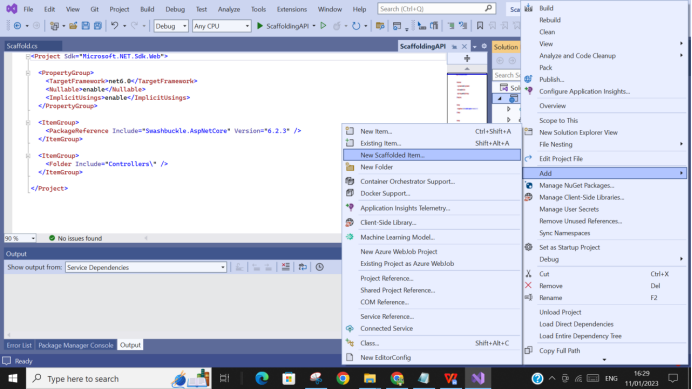 File Edit View Git Project Build Debug Test Analyze Tools Extensions Window Help Search (Ctrl+Q)
Debug Any CPU ScaffoldingAPI
Scaffold.cs ScaffoldingAPI
<Project Sdk="Microsoft.NET.Sdk.Web">
<PropertyGroup>
<TargetFramework>net6.0</TargetFramework>
<Nullable>enable</Nullable>
<ImplicitUsings>enable</ImplicitUsings>
</PropertyGroup>
<ItemGroup>
<PackageReference Include="Swashbuckle.AspNetCore" Version="6.2.3" />
</ItemGroup>
<ItemGroup>
<Folder Include="Controllers\" />
</ItemGroup>
</Project>
90 % No issues found
Output
Show output from: Service Dependencies
Error List Package Manager Console Output
Ready
Solution
Search So
Solu
New Item... Ctrl+Shift+A
Existing Item... Shift+Alt+A
New Scaffolded Item...
New Folder
Container Orchestrator Support...
Docker Support...
Application Insights Telemetry...
Client-Side Library...
Machine Learning Model...
New Azure WebJob Project
Existing Project as Azure WebJob
Project Reference...
Shared Project Reference...
COM Reference...
Service Reference...
Connected Service
Class... Shift+Alt+C
New EditorConfig
Build
Rebuild
Clean
View
Analyze and Code Cleanup
Pack
Publish...
Configure Application Insights...
Overview
Scope to This
New Solution Explorer View
File Nesting
Edit Project File
Add
Manage NuGet Packages...
Manage Client-Side Libraries...
Manage User Secrets
Remove Unused References...
Sync Namespaces
Set as Startup Project
Debug
Cut Ctrl+X
Remove Del
Rename F2
Unload Project
Load Direct Dependencies
Load Entire Dependency Tree
Copy Full Path
Type here to search
ENG
16:29
11/01/2023